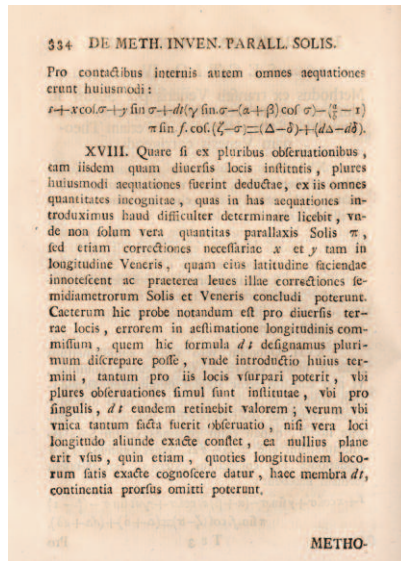 334 DE METH. INVEN. PARALL. SOLIS.
Pro contactibus internis autem omnes aequationes
erunt huiusmodi:
s+xcoſ.σ+y ſin σ+dt(γ ſin.σ−(α+β) coſ σ)−(a/b−1)
π ſin f. coſ. (ζ−σ)=(Δ−δ)+(dΔ−dδ).
XVIII. Quare ſi ex pluribus obſeruationibus,
tam iisdem quam diuerſis locis inſtitutis, plures
huiusmodi aequationes fuerint deductae, ex iis omnes
quantitates incognitae, quas in has aequationes in-
troduximus haud difficulter determinare licebit, vn-
de non ſolum vera quantitas parallaxis Solis π,
ſed etiam correctiones neceſſariae x et y tam in
longitudine Veneris, quam eius latitudine faciendae
innoteſcent ac praeterea leues illae correctiones ſe-
midiametrorum Solis et Veneris concludi poterunt.
Caeterum hic probe notandum eſt pro diuerſis ter-
rae locis, errorem in aeſtimatione longitudinis com-
miſſum, quem hic formula dt deſignamus pluri-
mum diſcrepare poſſe, vnde introductio huius ter-
mini, tantum pro iis locis vſurpari poterit, vbi
plures obſeruationes ſimul ſunt inſtitutae, vbi pro
ſingulis, dt eundem retinebit valorem; verum vbi
vnica tantum facta fuerit obſeruatio, niſi vera loci
longitudo aliunde exacte conſtet, ea nullius plane
erit vſus, quin etiam, quoties longitudinem loco-
rum ſatis exacte cognoſcere datur, haec membra dt,
continentia prorſus omitti poterunt.
METHO-